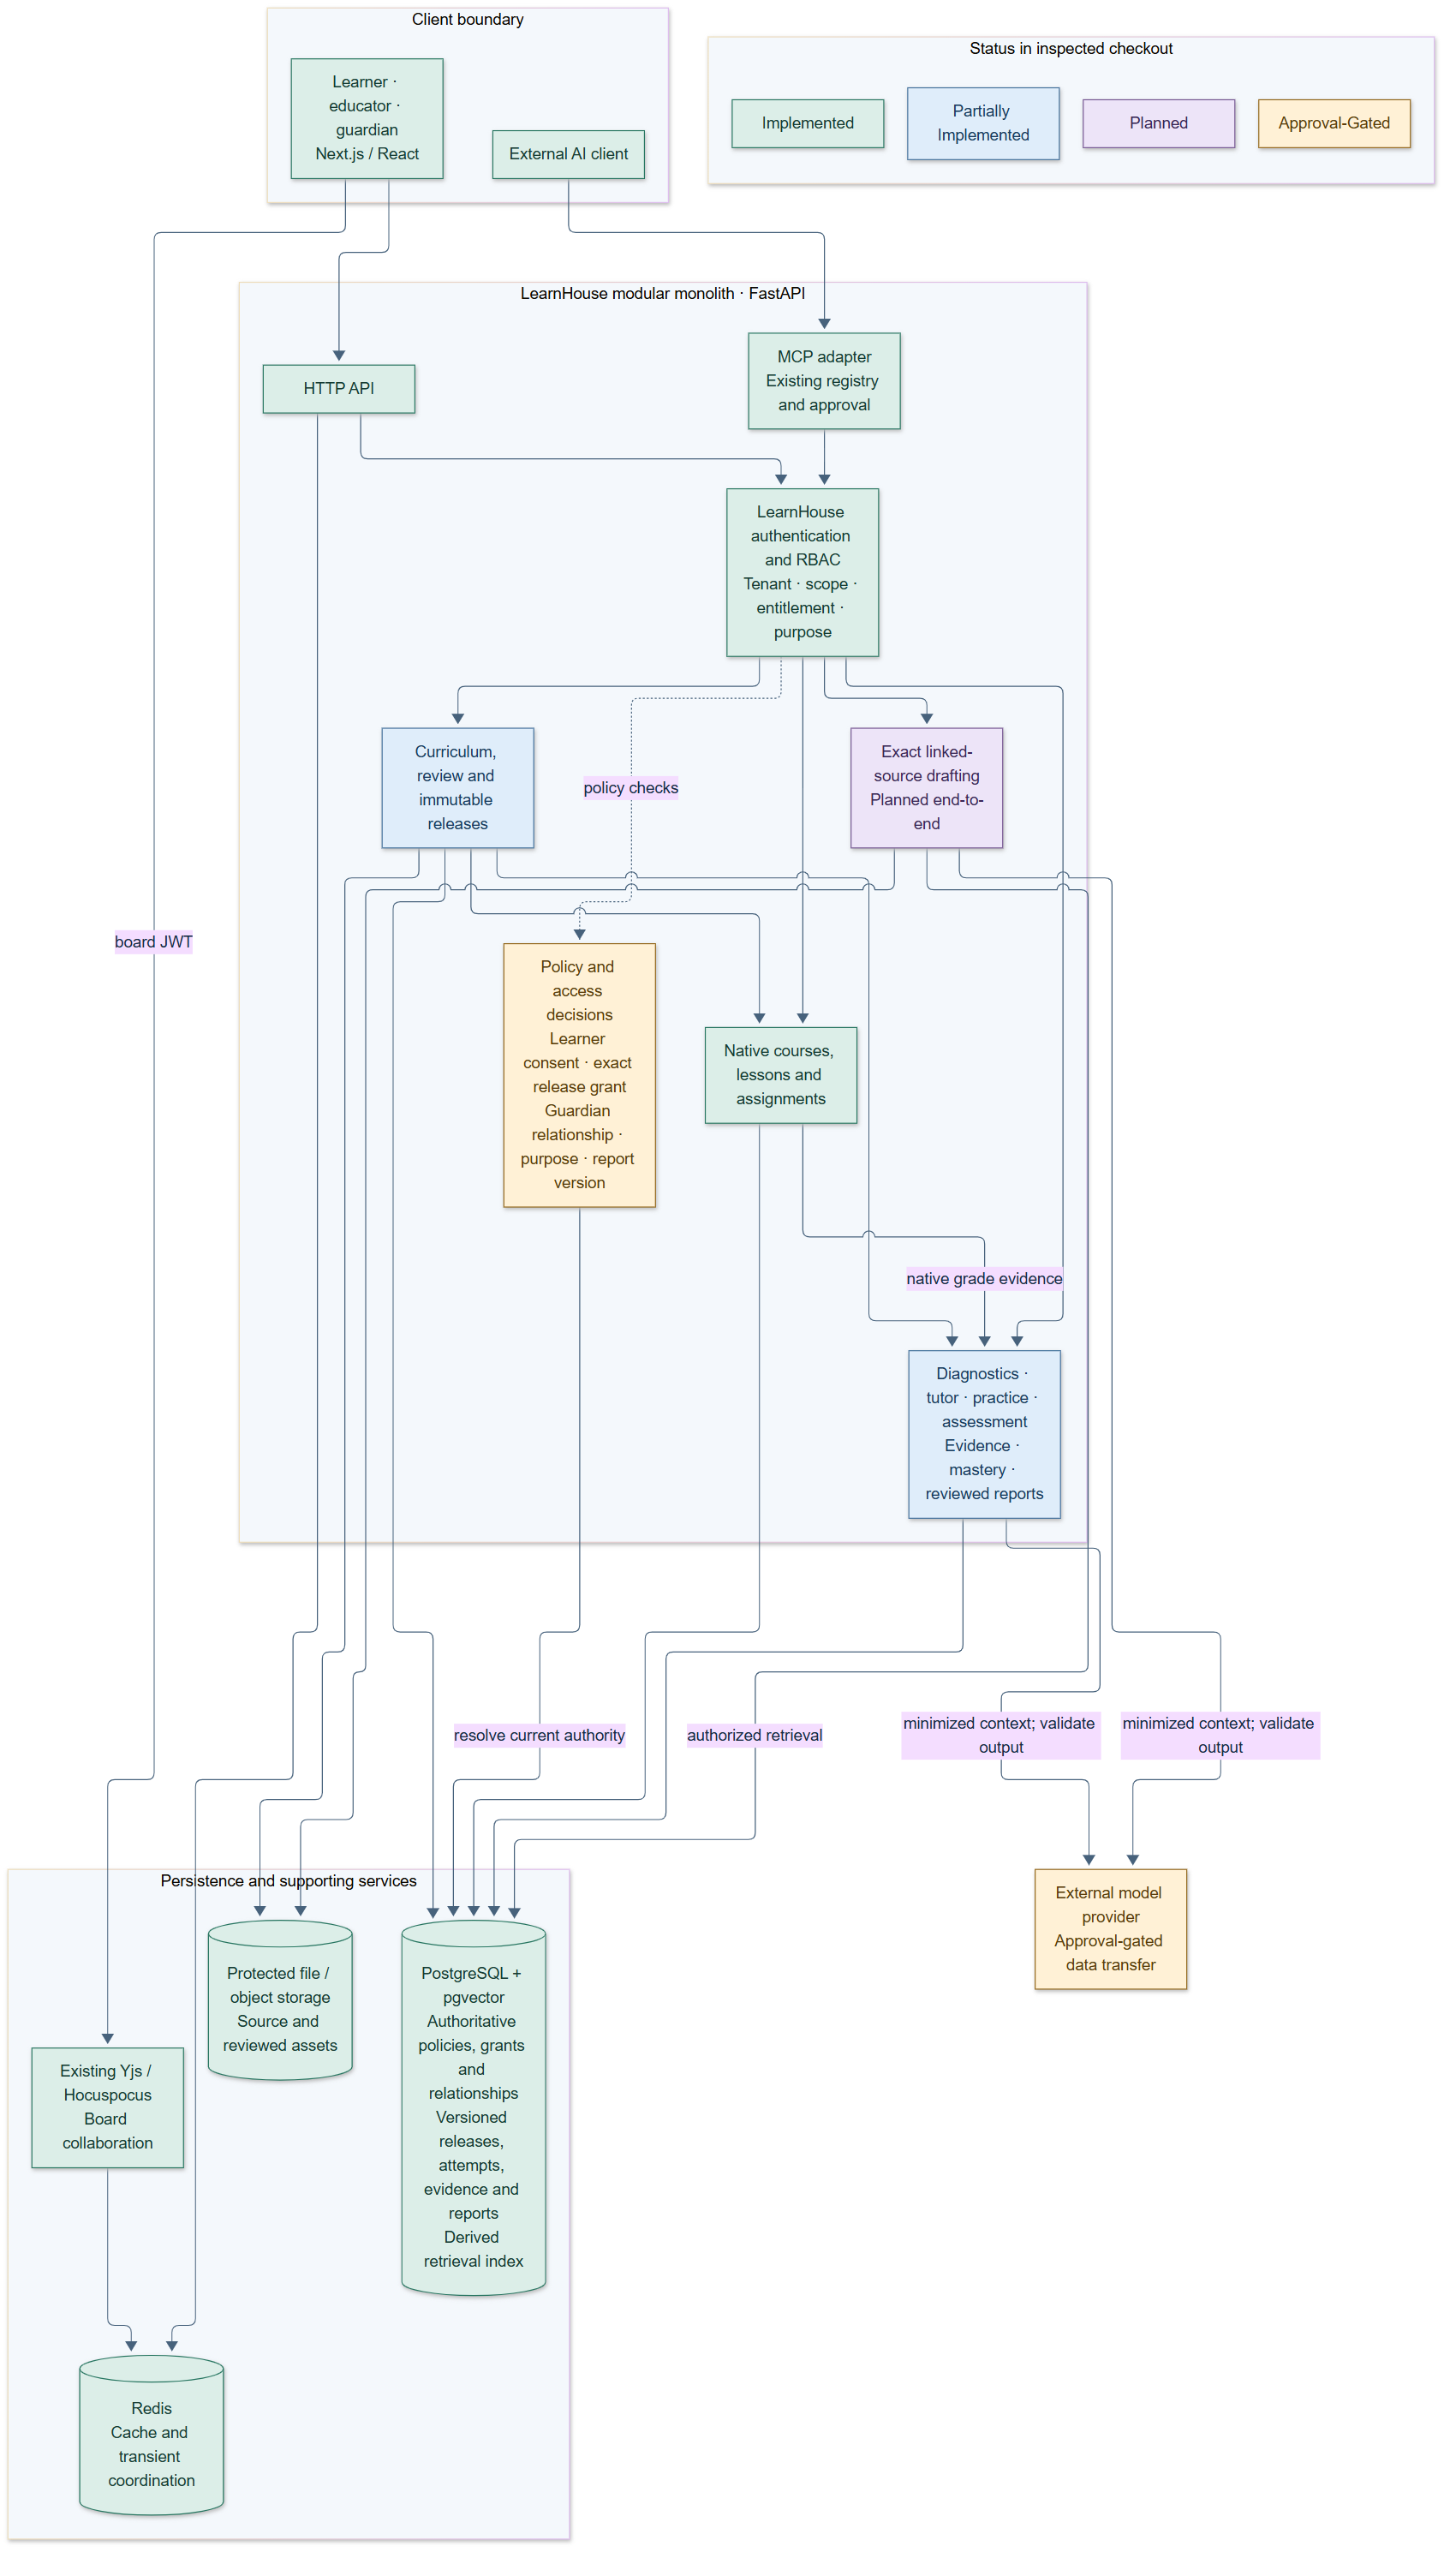 Client boundary
Learner ·
educator ·
guardian
Next.js / React
External AI client
Status in inspected checkout
Implemented
Partially
Implemented
Planned
Approval-Gated
LearnHouse modular monolith · FastAPI
HTTP API
MCP adapter
Existing registry
and approval
LearnHouse
authentication
and RBAC
Tenant · scope ·
entitlement ·
purpose
Curriculum,
review and
immutable
releases
policy checks
Exact linked-
source drafting
Planned end-to-
end
board JWT
Policy and
access
decisions
Learner
consent · exact
release grant
Guardian
relationship ·
purpose · report
version
Native courses,
lessons and
assignments
native grade evidence
Diagnostics ·
tutor · practice ·
assessment
Evidence ·
mastery ·
reviewed reports
resolve current authority
authorized retrieval
minimized context; validate
output
minimized context; validate
output
Persistence and supporting services
External model
provider
Approval-gated
data transfer
Protected file /
object storage
Source and
reviewed assets
PostgreSQL +
pgvector
Authoritative
policies, grants
and
relationships
Versioned
releases,
attempts,
evidence and
reports
Derived
retrieval index
Existing Yjs /
Hocuspocus
Board
collaboration
Redis
Cache and
transient
coordination